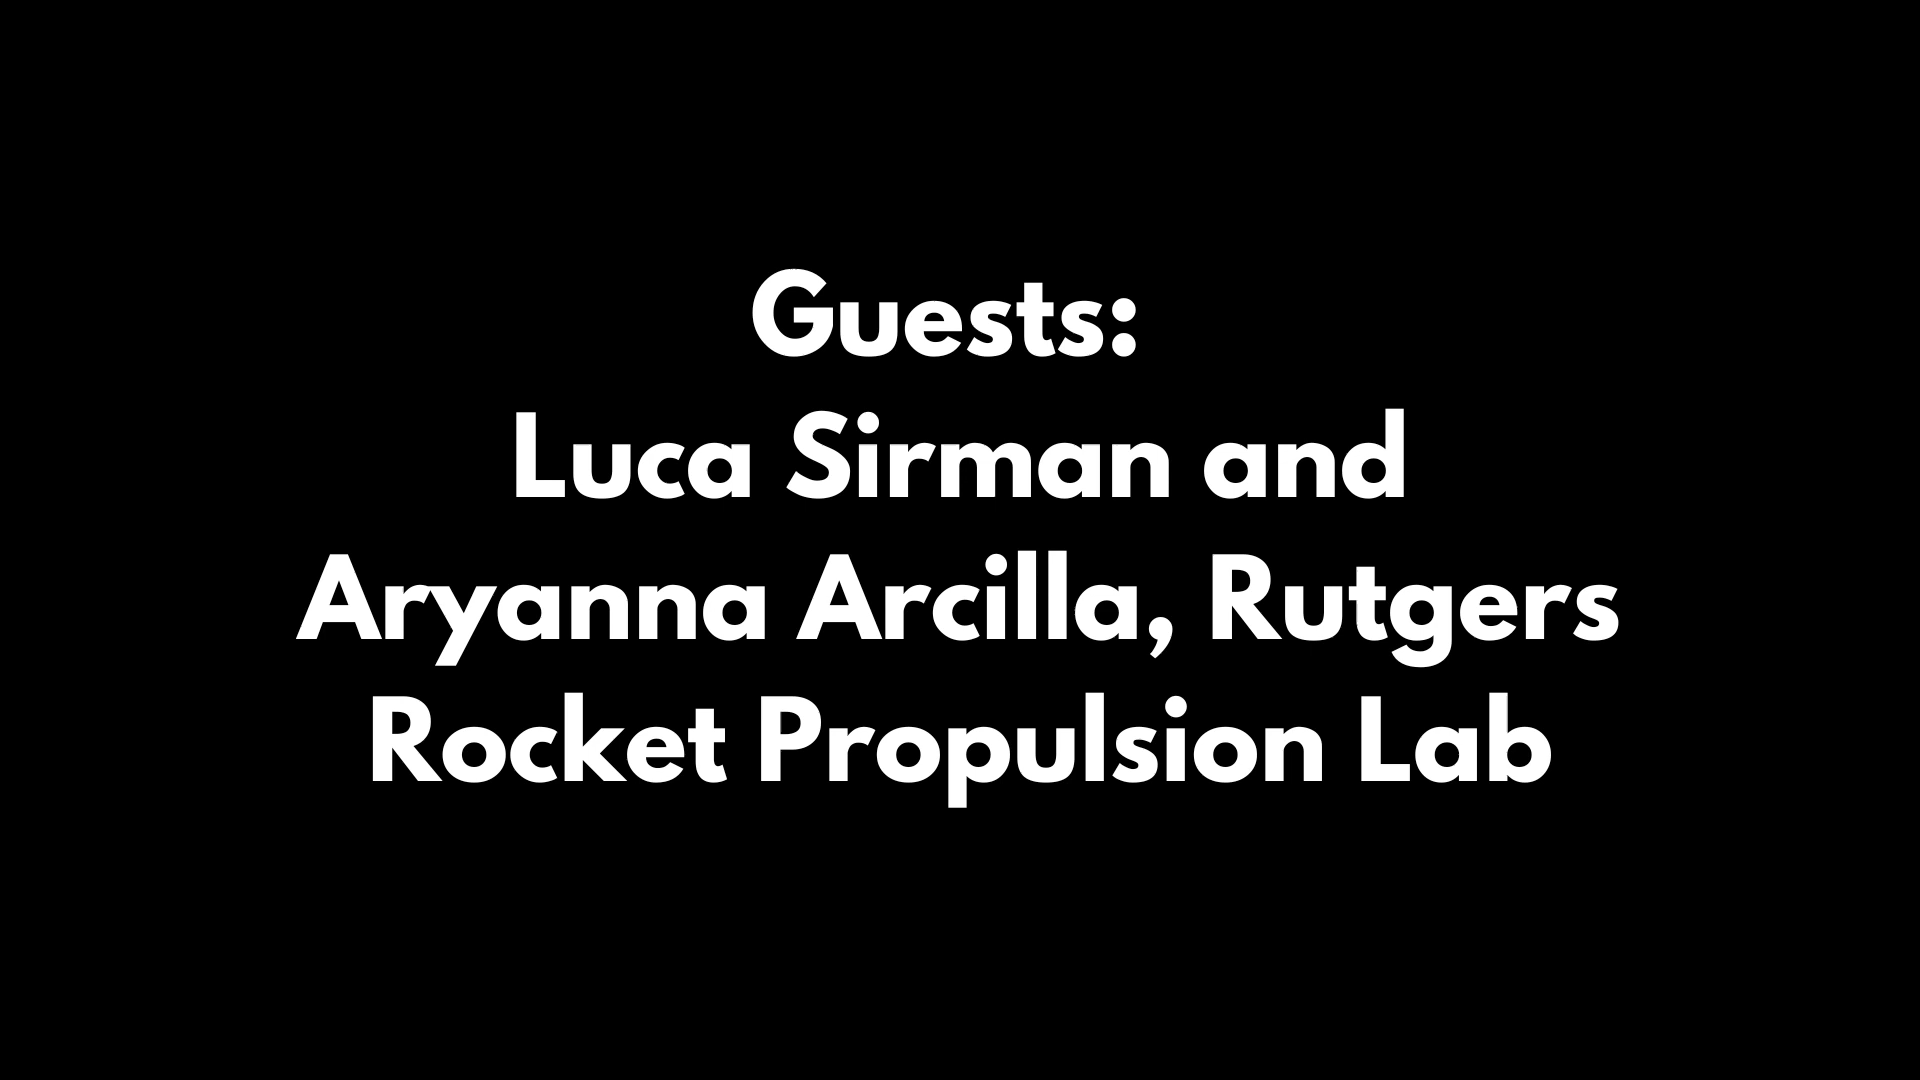 Guests:
Luca Sirman and
Aryanna Arcilla, Rutgers
Rocket Propulsion Lab